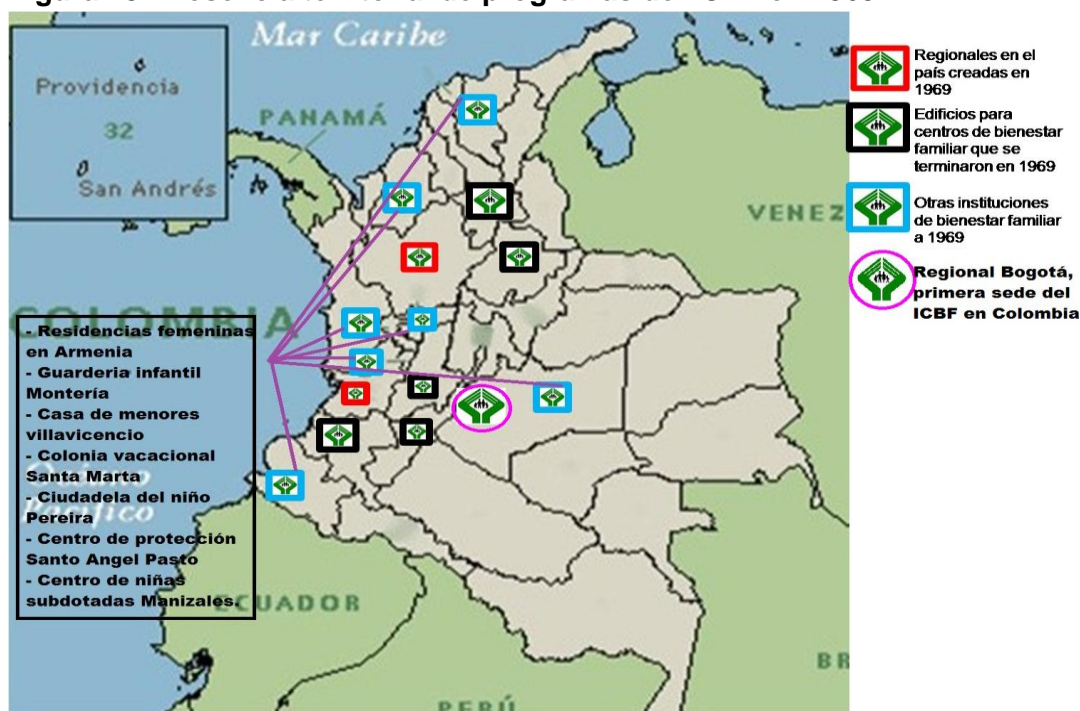 Mar Caribe
Providencia
32
San Andrés
PANAMÁ
VENEZ
COLOMBIA
- Residencias femeninas
en Armenia
- Guarderia infantil
Montería
- Casa de menores
villavicencio
- Colonia vacacional
Santa Marta
- Ciudadela del niño
Pereira
- Centro de protección
Santo Angel Pasto
- Centro de niñas
subdotadas Manizales.
Pacífico
ECUADOR
PERÚ
BR
Regionales en el
país creadas en
1969
Edificios para
centros de bienestar
familiar que se
terminaron en 1969
Otras instituciones
de bienestar familiar
a 1969
Regional Bogotá,
primera sede del
ICBF en Colombia